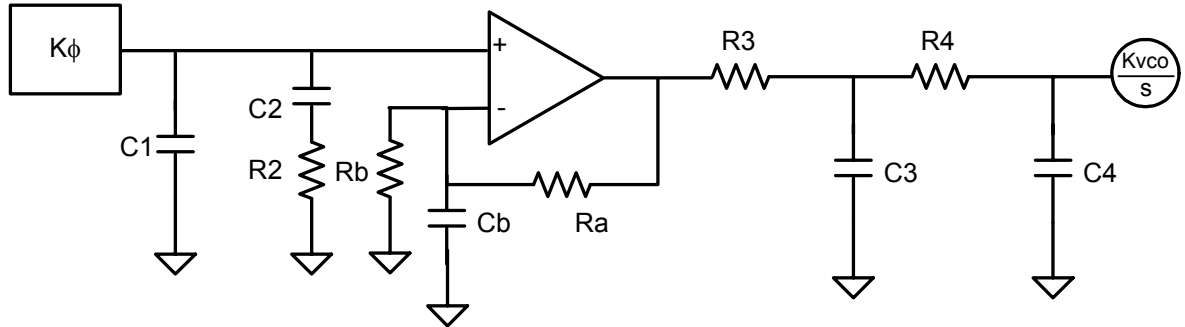 Kϕ
C1
C2
R2
Rb
+
-
Cb
Ra
R3
R4
C3
C4
Kvco
s